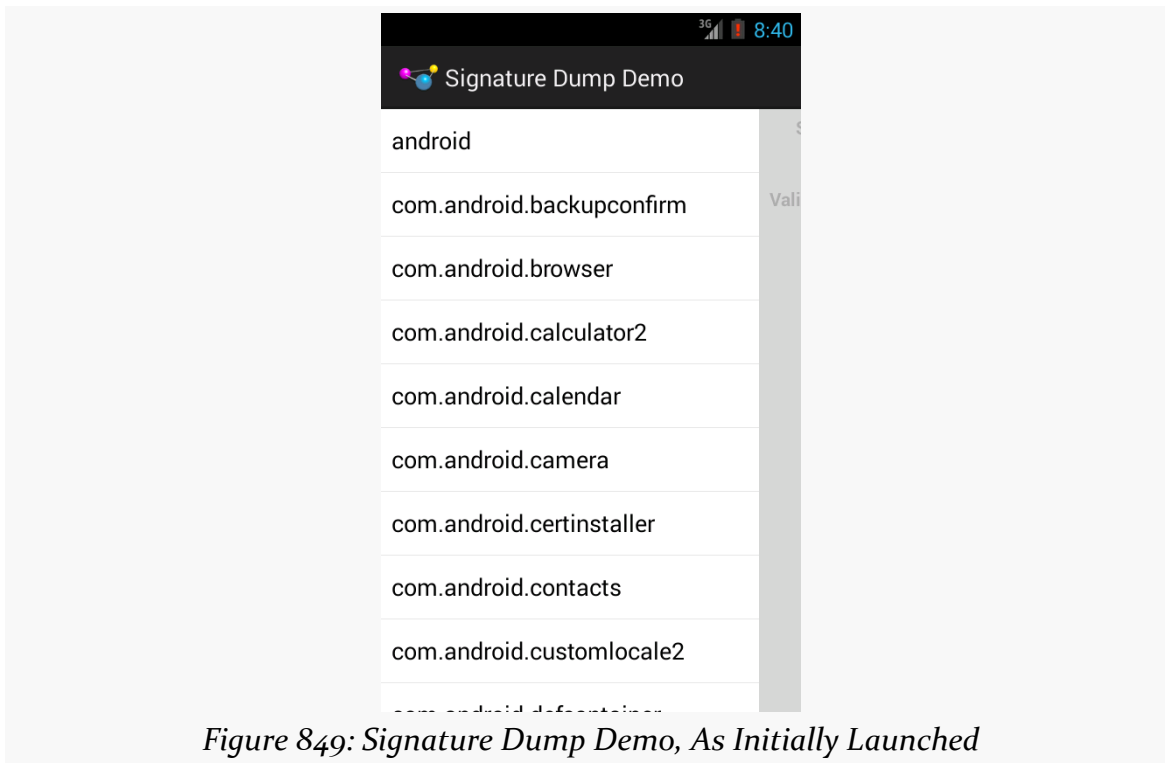 3G 8:40
Signature Dump Demo
android
com.android.backupconfirm
Vali
com.android.browser
com.android.calculator2
com.android.calendar
com.android.camera
com.android.certinstaller
com.android.contacts
com.android.customlocale2
Figure 849: Signature Dump Demo, As Initially Launched